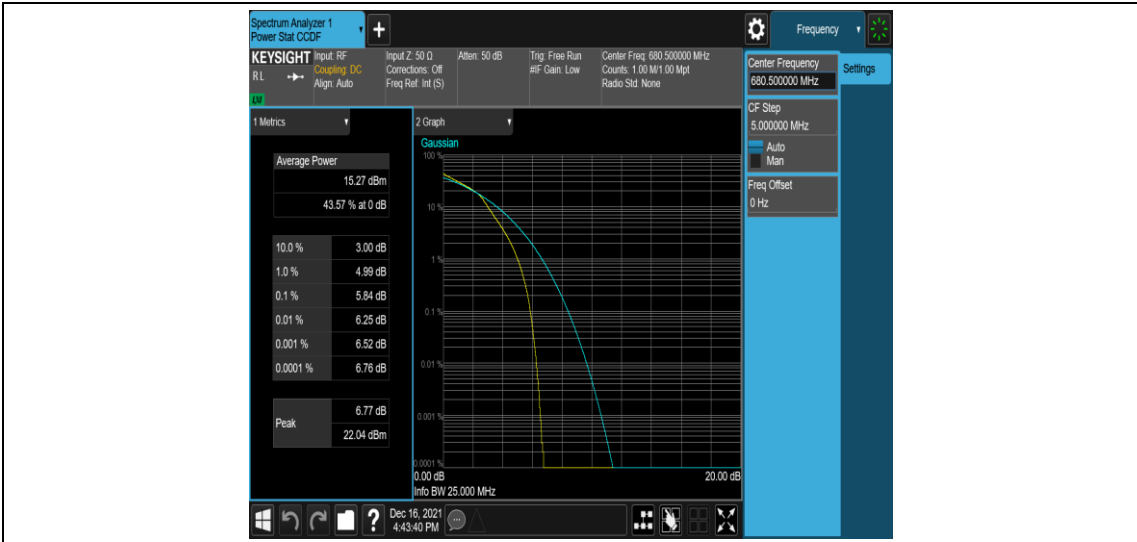 Spectrum Analyzer 1
Power Stat CCDF
+
Frequency
KEYSIGHT
RL
LXI
Input: RF
Coupling: DC
Align: Auto
Input Z: 50 Ω
Corrections: Off
Freq Ref: Int (S)
Atten: 50 dB
Trig: Free Run
#IF Gain: Low
Center Freq: 680.500000 MHz
Counts: 1.00 M/1.00 Mpt
Radio Std: None
Center Frequency
680.500000 MHz
Settings
CF Step
5.000000 MHz
Auto
Man
Freq Offset
0 Hz
1 Metrics
Average Power
15.27 dBm
43.57 % at 0 dB
10.0 % 3.00 dB
1.0 % 4.99 dB
0.1 % 5.84 dB
0.01 % 6.25 dB
0.001 % 6.52 dB
0.0001 % 6.76 dB
Peak
6.77 dB
22.04 dBm
2 Graph
Gaussian
100 %
10 %
1 %
0.1 %
0.01 %
0.001 %
0.0001 %
0.00 dB 20.00 dB
Info BW 25.000 MHz
?
Dec 16, 2021
4:43:40 PM